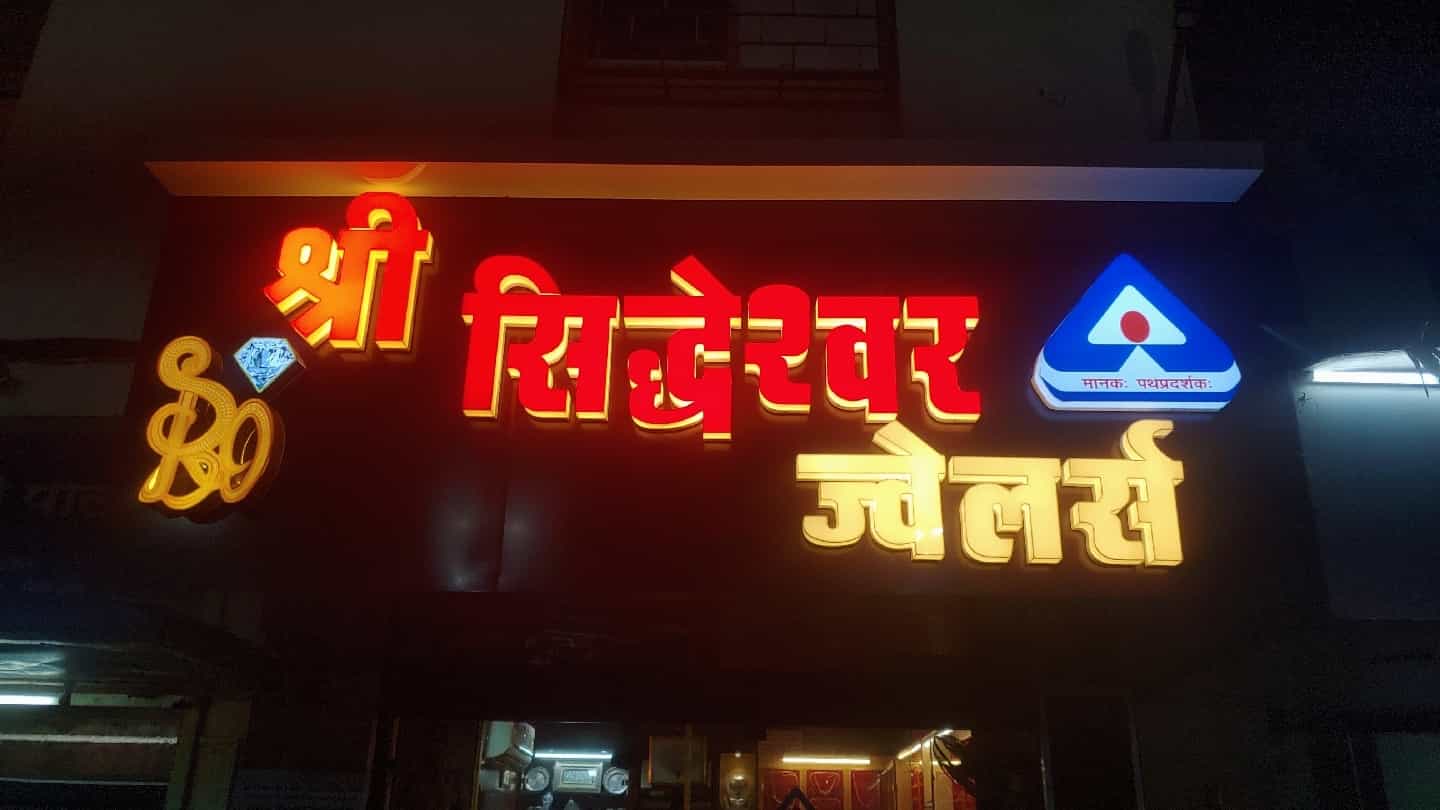 श्री
सिद्धेश्वर
मानकः पथप्रदर्शकः
ज्वेलर्स